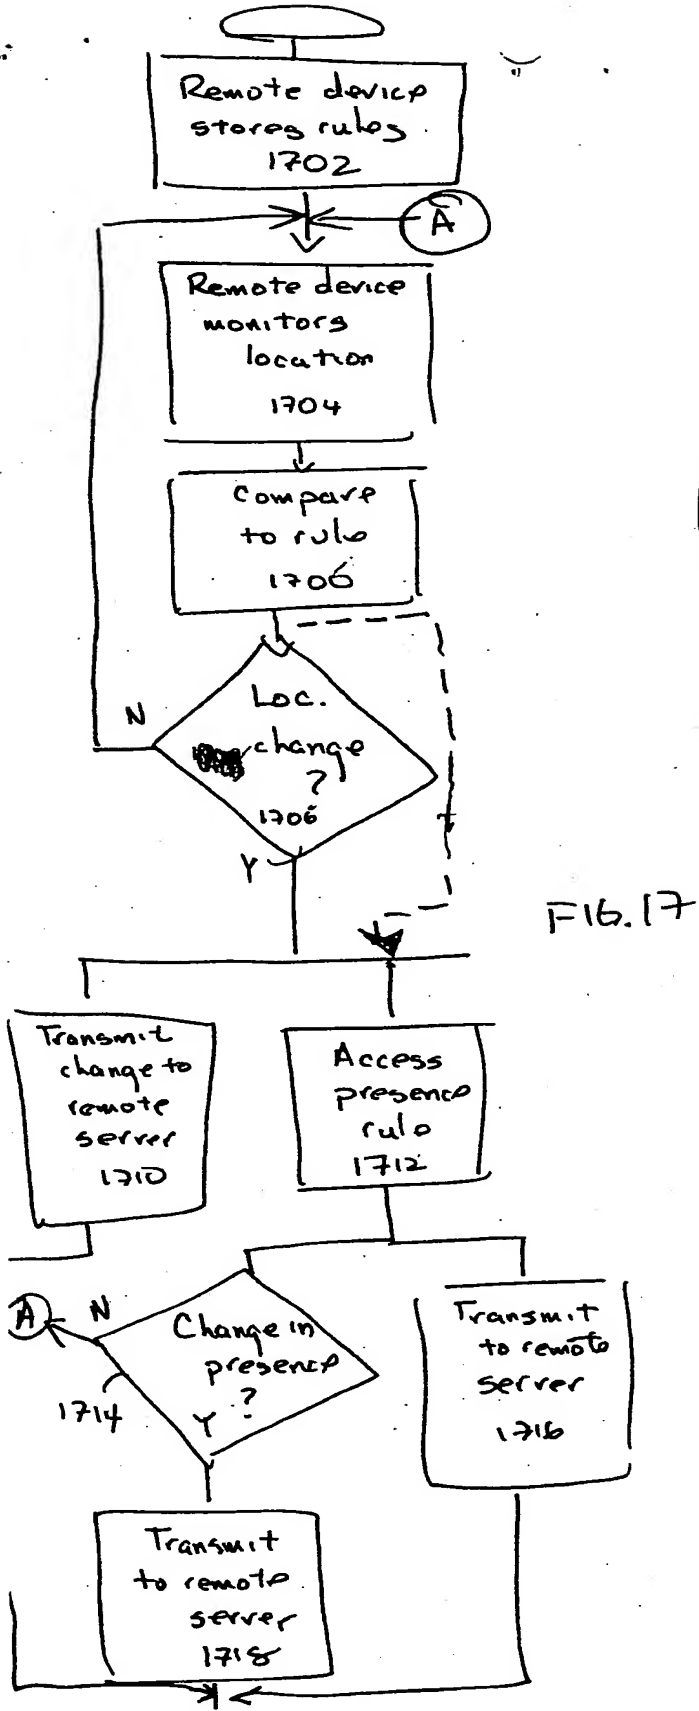 Remote device
stores rules
1702
A
Remote device
monitors
location
1704
Compare
to rule
1706
N
Loc.
change
?
1706
Y
FIG. 17
Transmit
change to
remote
server
1710
Access
presence
rule
1712
A
N
Change in
presence
?
1714
Y
Transmit
to remote
server
1716
Transmit
to remote
server
1718